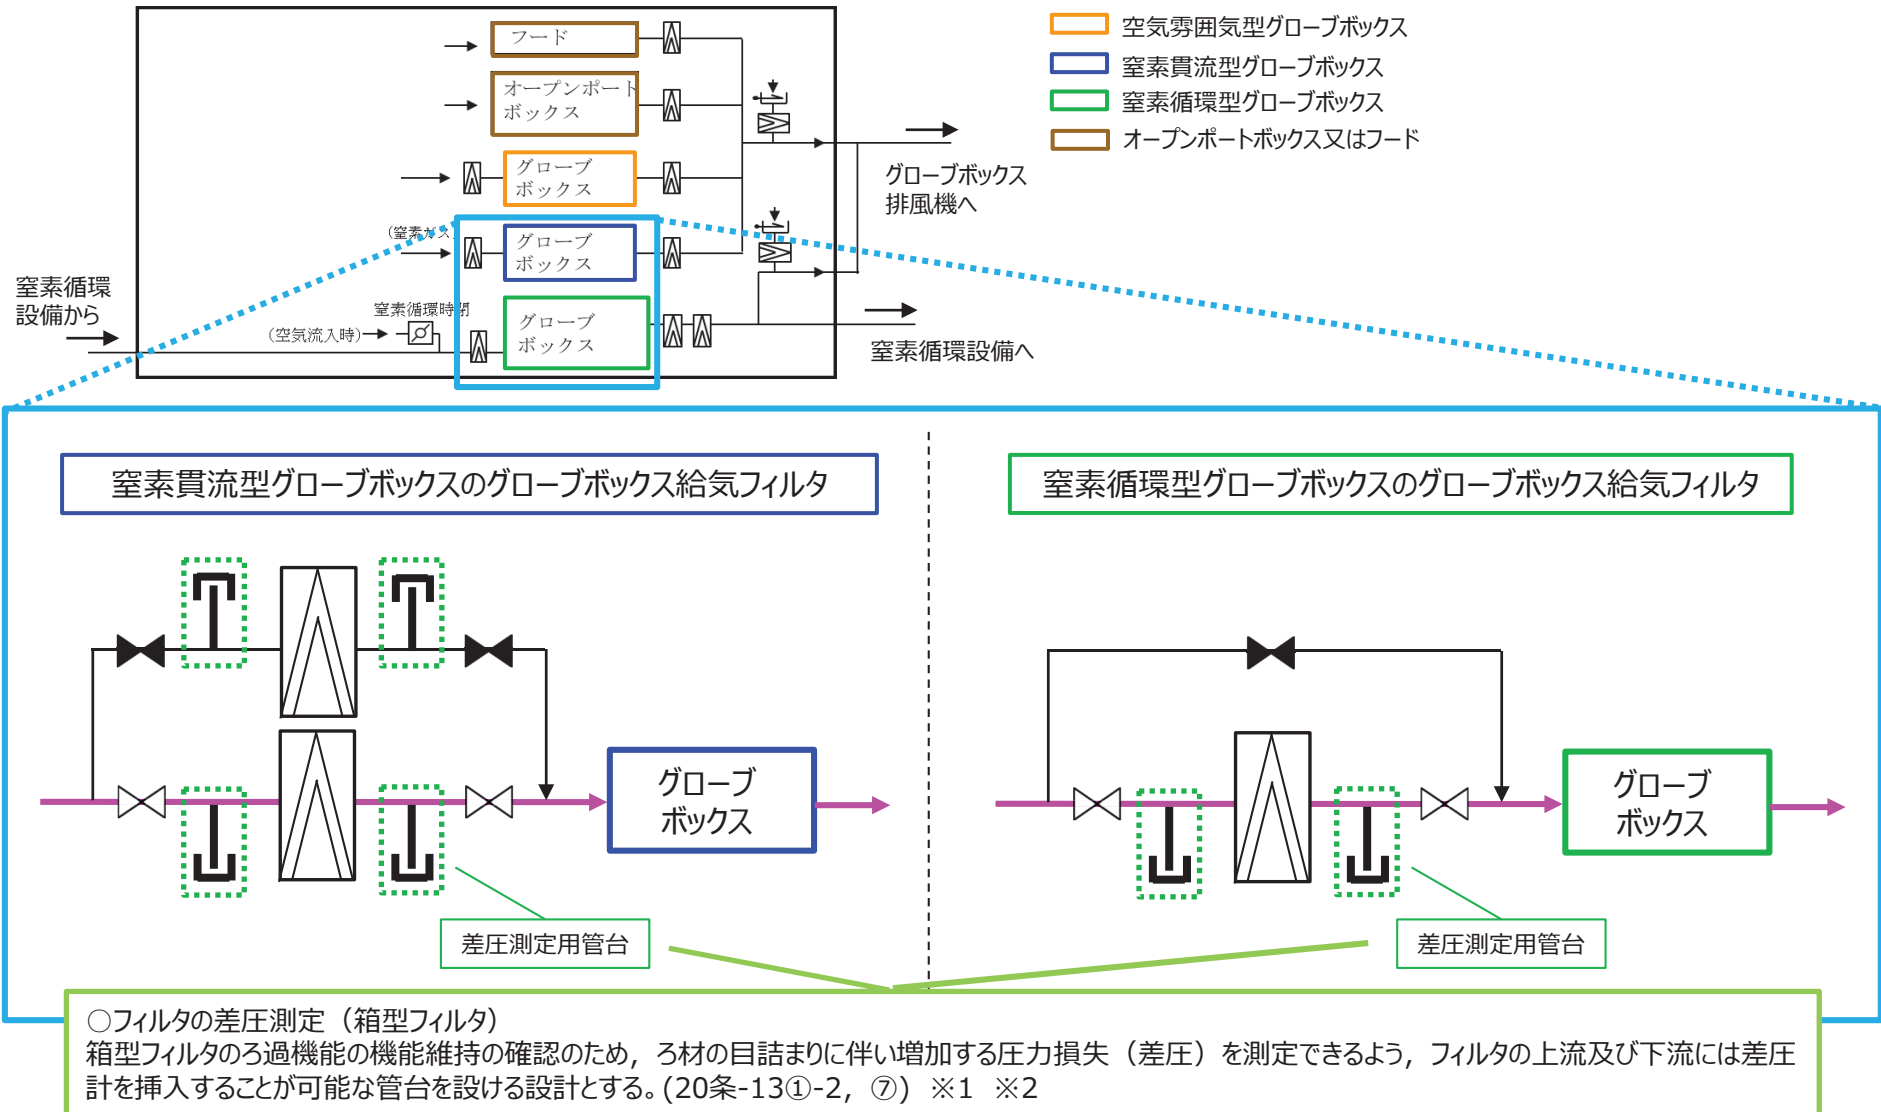 フード
オープンポート
ボックス
グローブ
ボックス
(窒素ガス
グローブ
ボックス
窒素循環時閉
(空気流入時)
グローブ
ボックス
窒素循環
設備から
グローブボックス
排風機へ
窒素循環設備へ
空気雰囲気型グローブボックス
窒素貫流型グローブボックス
窒素循環型グローブボックス
オープンポートボックス又はフード
窒素貫流型グローブボックスのグローブボックス給気フィルタ
窒素循環型グローブボックスのグローブボックス給気フィルタ
グローブ
ボックス
グローブ
ボックス
差圧測定用管台
差圧測定用管台
○フィルタの差圧測定（箱型フィルタ）
箱型フィルタのろ過機能の機能維持の確認のため，ろ材の目詰まりに伴い増加する圧力損失（差圧）を測定できるよう，フィルタの上流及び下流には差圧
計を挿入することが可能な管台を設ける設計とする。(20条-13①-2，⑦）※1 ※2